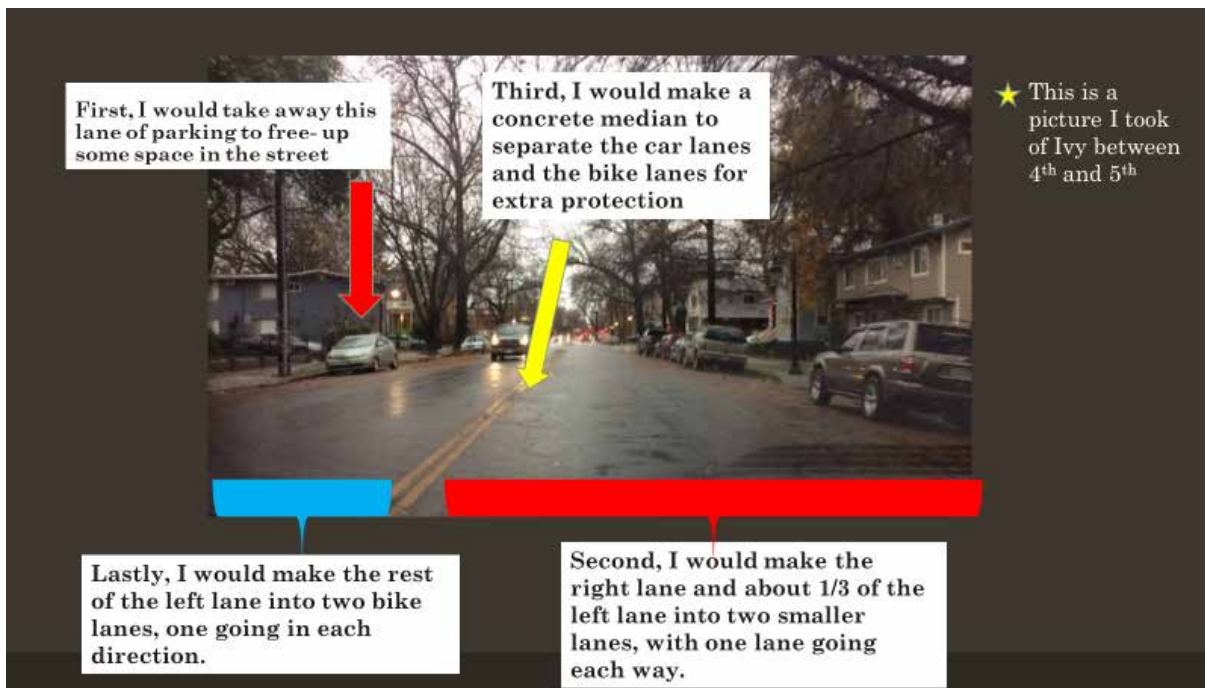 First, I would take away this
lane of parking to free- up
some space in the street
Third, I would make a
concrete median to
separate the car lanes
and the bike lanes for
extra protection
This is a
picture I took
of Ivy between
4th and 5th
Lastly, I would make the rest
of the left lane into two bike
lanes, one going in each
direction.
Second, I would make the
right lane and about 1/3 of the
left lane into two smaller
lanes, with one lane going
each way.